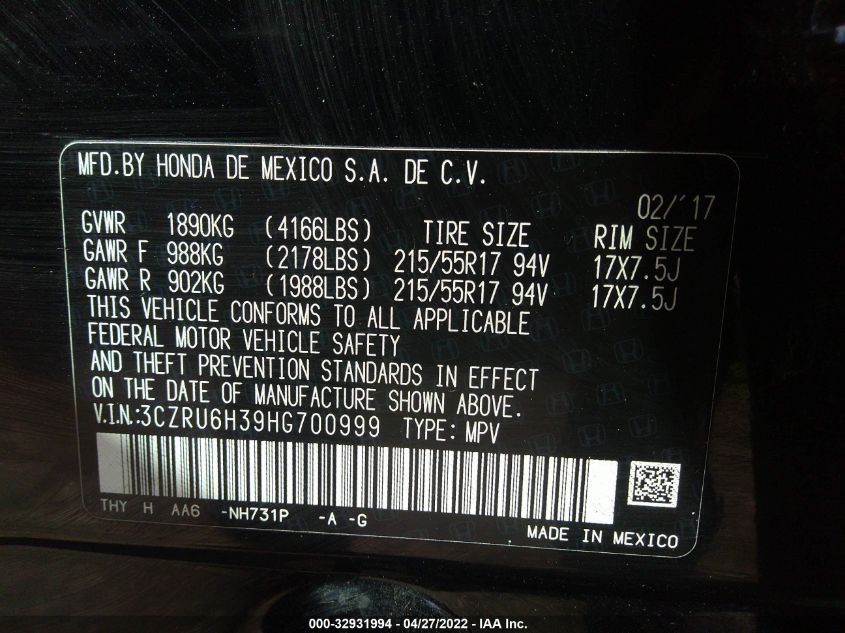 MFD.BY HONDA DE MEXICO S.A. DE C.V.
02/'17
GVWR 1890KG (4166LBS) TIRE SIZE RIM SIZE
GAWR F 988KG (2178LBS) 215/55R17 94V 17X7.5J
GAWR R 902KG (1988LBS) 215/55R17 94V 17X7.5J
THIS VEHICLE CONFORMS TO ALL APPLICABLE
FEDERAL MOTOR VEHICLE SAFETY
AND THEFT PREVENTION STANDARDS IN EFFECT
ON THE DATE OF MANUFACTURE SHOWN ABOVE.
V.I.N.:3CZRU6H39HG700999 TYPE: MPV
THY H AA6 -NH731P -A -G
MADE IN MEXICO
000-32931994 - 04/27/2022 - IAA Inc.